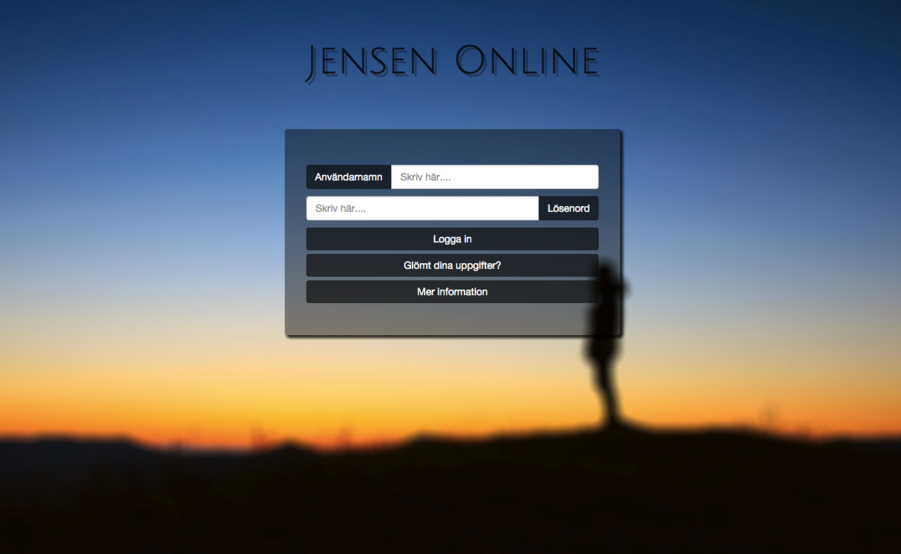 Jensen Online
Användarnamn Skriv här....
Skriv här.... Lösenord
Logga in
Glömt dina uppgifter?
Mer information